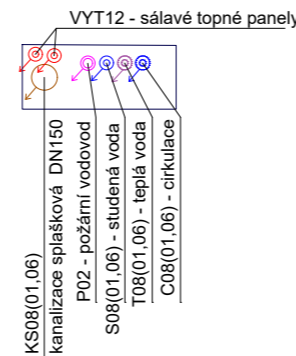 VYT12 - sálavé topné panely
KS08(01,06)
kanalizace splašková DN150
P02 - požární vodovod
S08(01,06) - studená voda
T08(01,06) - teplá voda
C08(01,06) - cirkulace